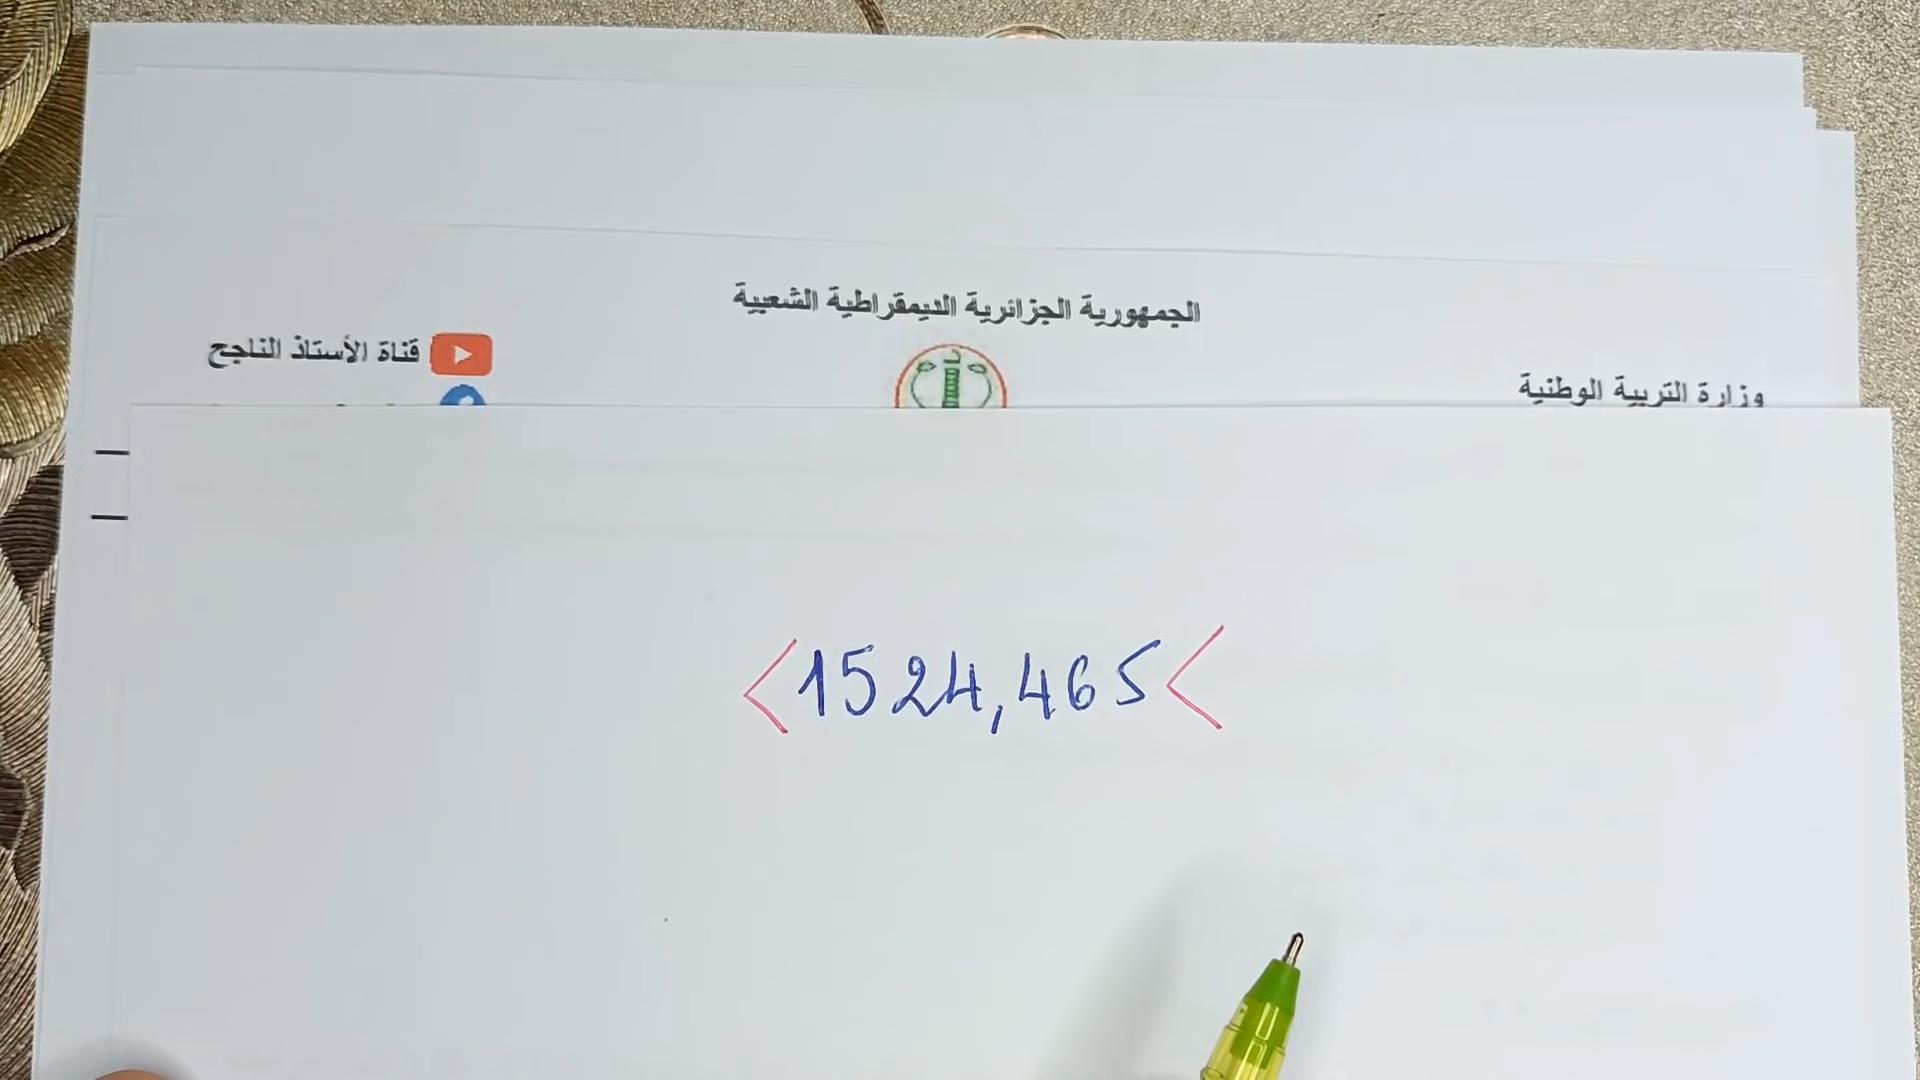 الجمهورية الجزائرية الديمقراطية الشعبية
قناة الأستاذ الناجح
وزارة التربية الوطنية
<1524,465<